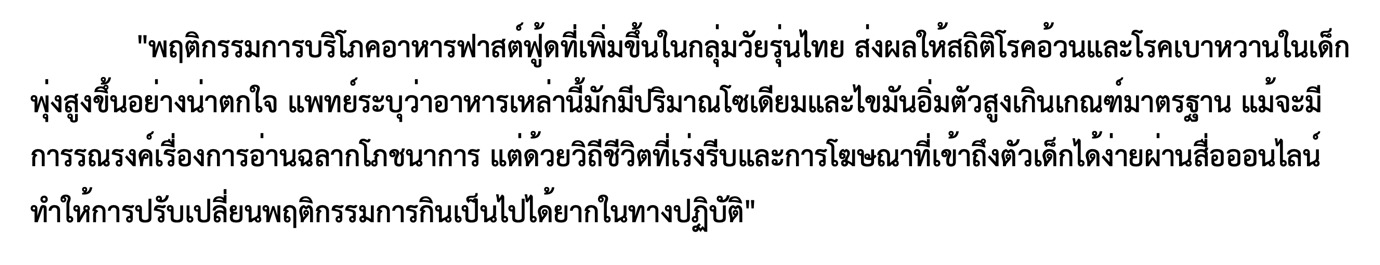 "พฤติกรรมการบริโภคอาหารฟาสต์ฟู้ดที่เพิ่มขึ้นในกลุ่มวัยรุ่นไทย ส่งผลให้สถิติโรคอ้วนและโรคเบาหวานในเด็ก
พุ่งสูงขึ้นอย่างน่าตกใจ แพทย์ระบุว่าอาหารเหล่านี้มักมีปริมาณโซเดียมและไขมันอิ่มตัวสูงเกินเกณฑ์มาตรฐาน แม้จะมี
การรณรงค์เรื่องการอ่านฉลากโภชนาการ แต่ด้วยวิถีชีวิตที่เร่งรีบและการโฆษณาที่เข้าถึงตัวเด็กได้ง่ายผ่านสื่อออนไลน์
ทำให้การปรับเปลี่ยนพฤติกรรมการกินเป็นไปได้ยากในทางปฏิบัติ"